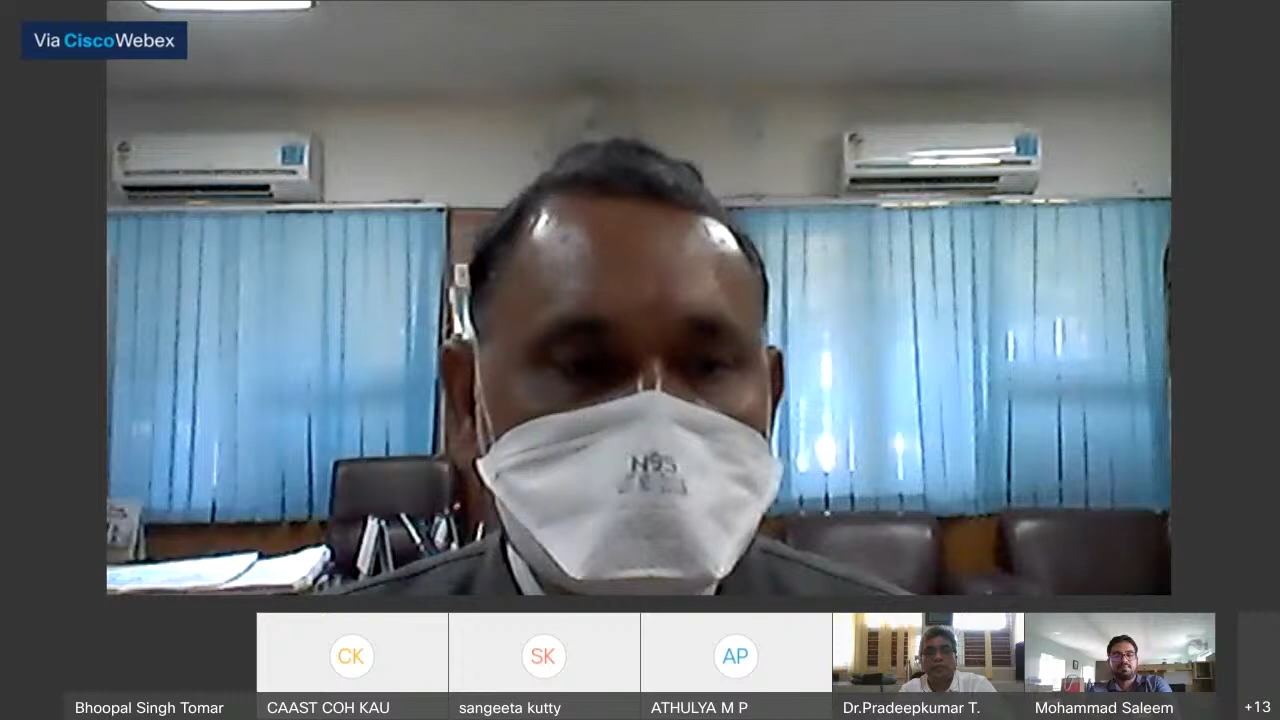 Via CiscoWebex
N95
CK
SK
AP
Bhoopal Singh Tomar
CAAST COH KAU
sangeeta kutty
ATHULYA M P
Dr.Pradeepkumar T.
Mohammad Saleem
+13